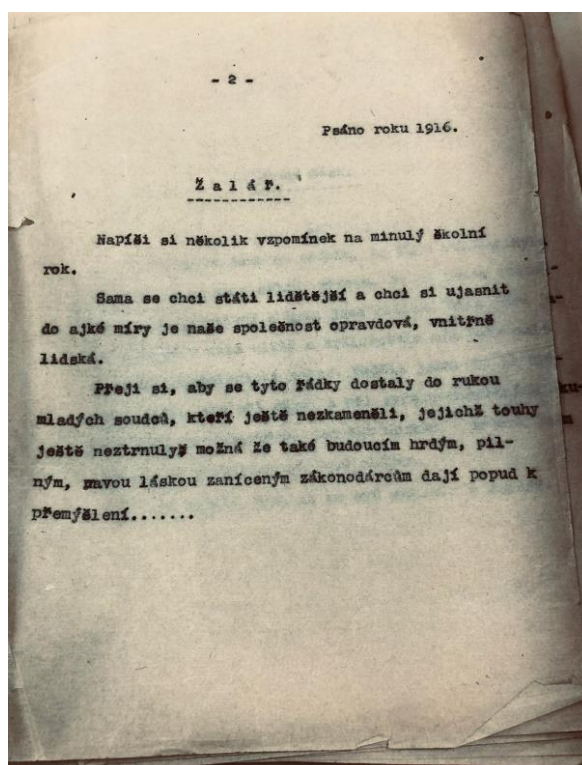 - 2 -
Psáno roku 1916.
Žalář.
Napíši si několik vzpomínek na minulý školní
rok.
Sama se chci státi lidštější a chci si ujasnit
do ajké míry je naše společnost opravdová, vnitřně
lidská.
Přeji si, aby se tyto řádky dostaly do rukou
mladých soudců, kteří ještě nezkameněli, jejichž touhy
ještě neztrnuly, možná že také budoucím hrdým, pil-
ným, pravou láskou zaníceným zákonodárcům dají popud k
přemýšlení.......
ku-